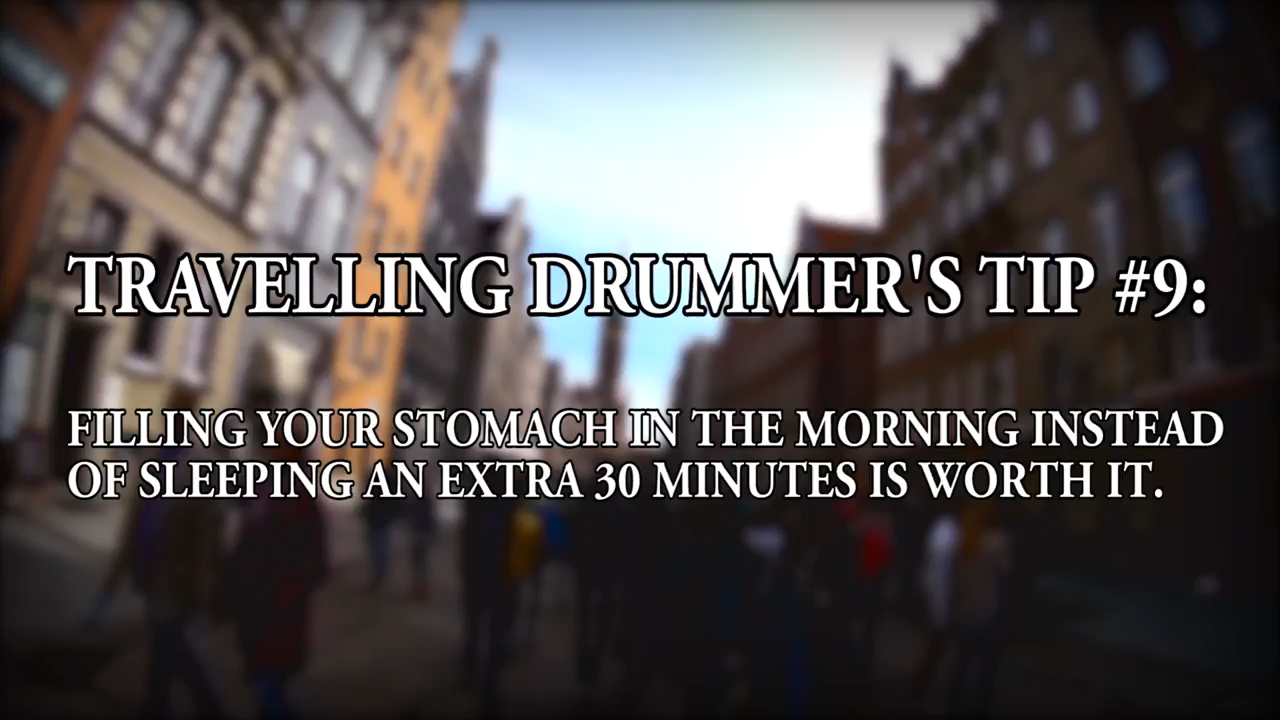 TRAVELLING DRUMMER'S TIP #9:
FILLING YOUR STOMACH IN THE MORNING INSTEAD
OF SLEEPING AN EXTRA 30 MINUTES IS WORTH IT.